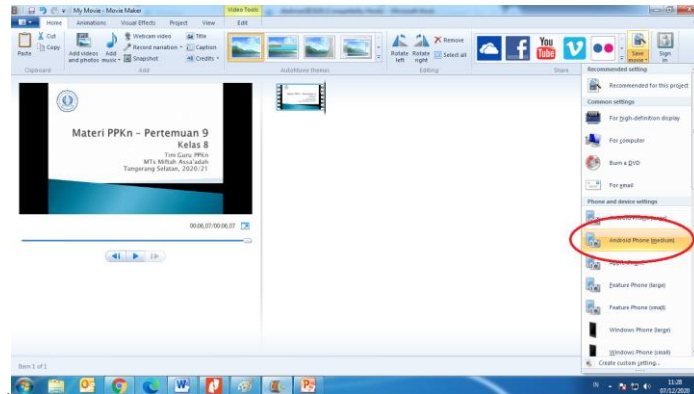 My Movie - Movie Maker
Video Tools
Home
Animations
Visual Effects
Project
View
Edit
Paste
Cut
Copy
Clipboard
Add videos and photos
Add music
Webcam video
Record narration
Snapshot
Title
Caption
Credits
Add
AutoMovie themes
Rotate left
Rotate right
Remove
Select all
Editing
You
Tube
Share
Save movie
Sign in
Materi PPKn – Pertemuan 9
Kelas 8
Tim Guru PPKn
MTs Miftah Assa'adah
Tangerang Selatan, 2020/21
00:06,07/00:06,07
Recommended setting
Recommended for this project
Common settings
For high-definition display
For computer
Burn a DVD
For email
Phone and device settings
Android Phone (medium)
Feature Phone (large)
Feature Phone (small)
Windows Phone (large)
Windows Phone (small)
Create custom setting...
Item 1 of 1
IN
11:28
07/12/2020